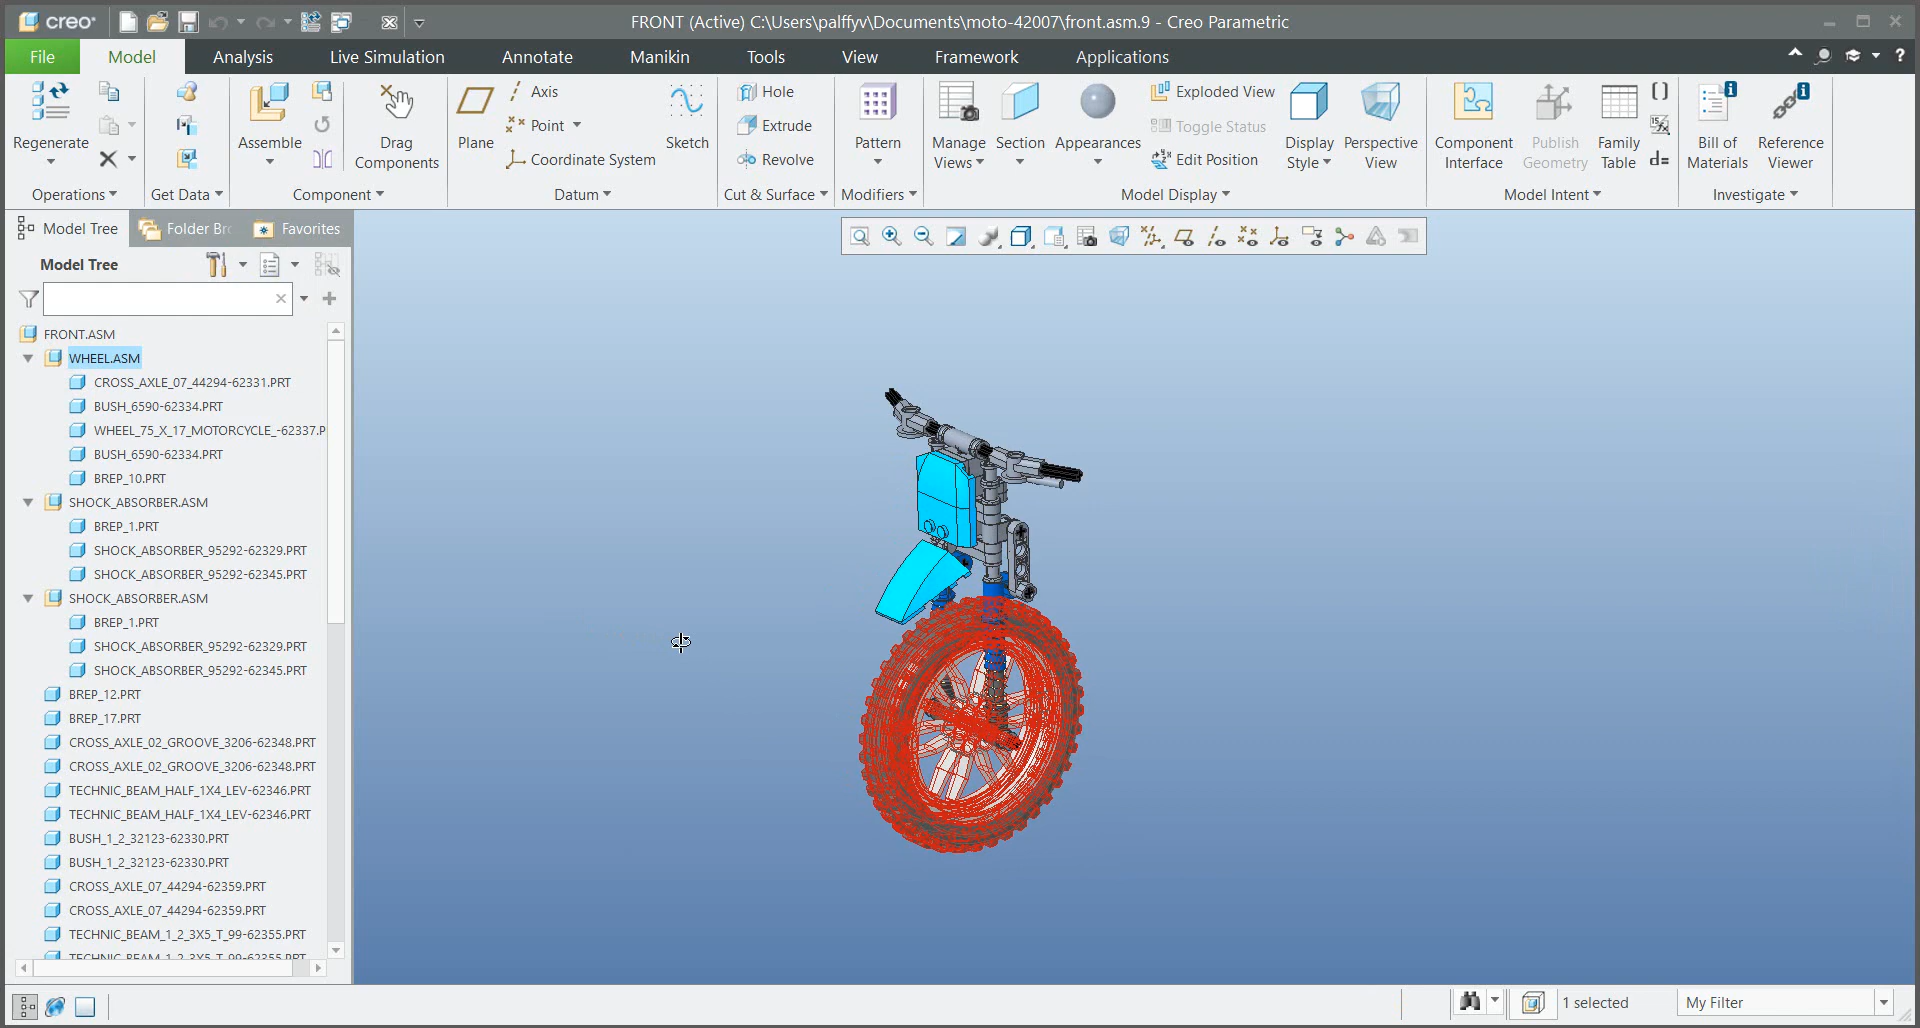 creo
FRONT (Active) C:\Users\palffyv\Documents\moto-42007\front.asm.9 - Creo Parametric
File
Model
Analysis
Live Simulation
Annotate
Manikin
Tools
View
Framework
Applications
Regenerate
Operations
Get Data
Assemble
Drag
Components
Component
Plane
Axis
Point
Coordinate System
Sketch
Datum
Hole
Extrude
Revolve
Cut & Surface
Pattern
Modifiers
Manage
Views
Section
Appearances
Exploded View
Toggle Status
Edit Position
Display
Style
Perspective
View
Model Display
Component
Interface
Publish
Geometry
Family
Table
Model Intent
Bill of
Materials
Reference
Viewer
Investigate
Model Tree
Folder Br
Favorites
Model Tree
FRONT.ASM
WHEEL.ASM
CROSS_AXLE_07_44294-62331.PRT
BUSH_6590-62334.PRT
WHEEL_75_X_17_MOTORCYCLE_-62337.P
BUSH_6590-62334.PRT
BREP_10.PRT
SHOCK_ABSORBER.ASM
BREP_1.PRT
SHOCK_ABSORBER_95292-62329.PRT
SHOCK_ABSORBER_95292-62345.PRT
SHOCK_ABSORBER.ASM
BREP_1.PRT
SHOCK_ABSORBER_95292-62329.PRT
SHOCK_ABSORBER_95292-62345.PRT
BREP_12.PRT
BREP_17.PRT
CROSS_AXLE_02_GROOVE_3206-62348.PRT
CROSS_AXLE_02_GROOVE_3206-62348.PRT
TECHNIC_BEAM_HALF_1X4_LEV-62346.PRT
TECHNIC_BEAM_HALF_1X4_LEV-62346.PRT
BUSH_1_2_32123-62330.PRT
BUSH_1_2_32123-62330.PRT
CROSS_AXLE_07_44294-62359.PRT
CROSS_AXLE_07_44294-62359.PRT
TECHNIC_BEAM_1_2_3X5_T_99-62355.PRT
TECHNIC_BEAM_1_2_3X5_T_99-62355.PRT
1 selected
My Filter